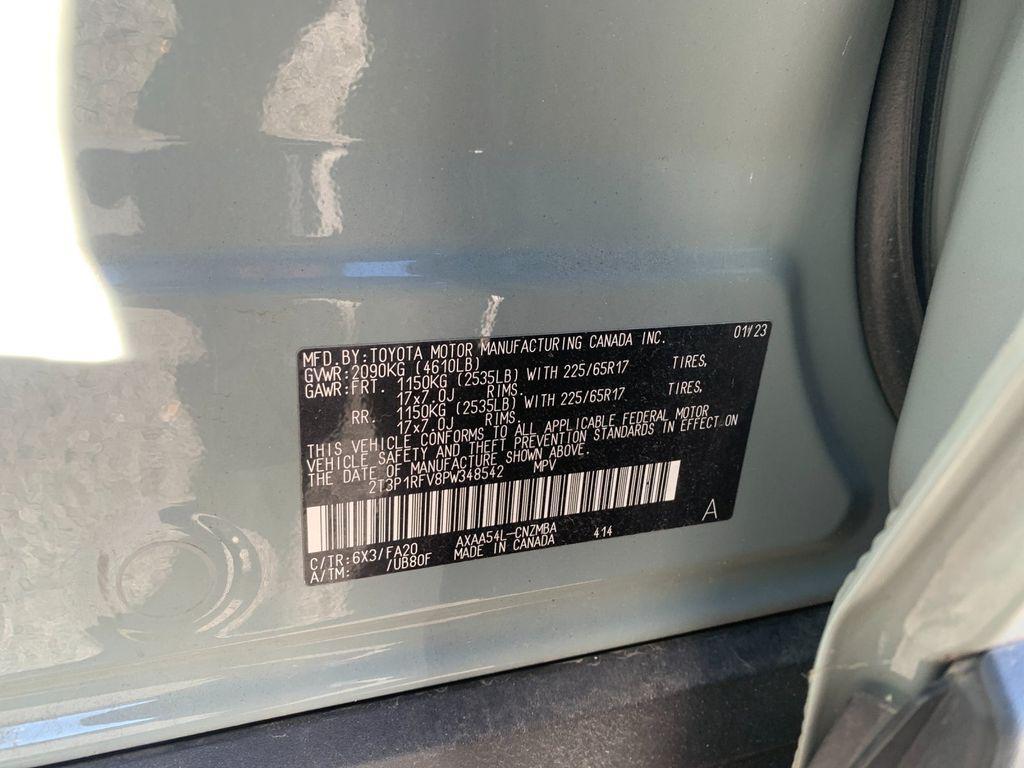 MFD.BY:TOYOTA MOTOR MANUFACTURING CANADA INC. 01/23
GVWR:2090KG (4610LB)
GAWR:FRT. 1150KG (2535LB) WITH 225/65R17 TIRES,
17x7.0J RIMS.
RR. 1150KG (2535LB) WITH 225/65R17 TIRES,
17x7.0J RIMS.
THIS VEHICLE CONFORMS TO ALL APPLICABLE FEDERAL MOTOR
VEHICLE SAFETY AND THEFT PREVENTION STANDARDS IN EFFECT ON
THE DATE OF MANUFACTURE SHOWN ABOVE.
2T3P1RFV8PW348542 MPV
C/TR:6X3/FA20 AXAA54L-CNZMBA 414 A
A/TM: /UB80F MADE IN CANADA